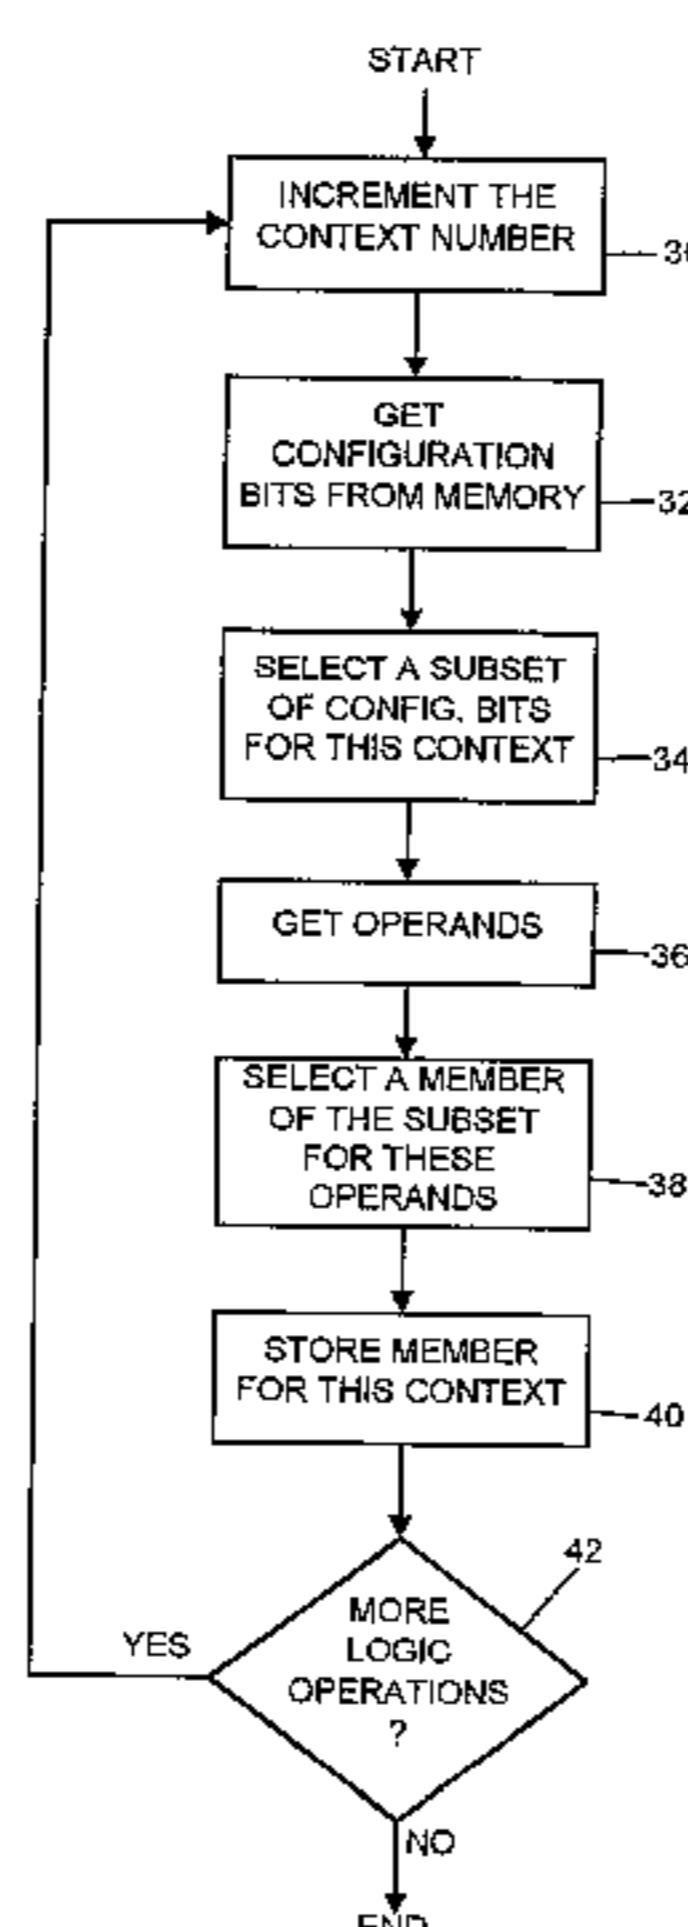 START
INCREMENT THE
CONTEXT NUMBER
30
GET
CONFIGURATION
BITS FROM MEMORY
32
SELECT A SUBSET
OF CONFIG. BITS
FOR THIS CONTEXT
34
GET OPERANDS
36
SELECT A MEMBER
OF THE SUBSET
FOR THESE
OPERANDS
38
STORE MEMBER
FOR THIS CONTEXT
40
42
MORE
LOGIC
OPERATIONS
?
YES
NO
END